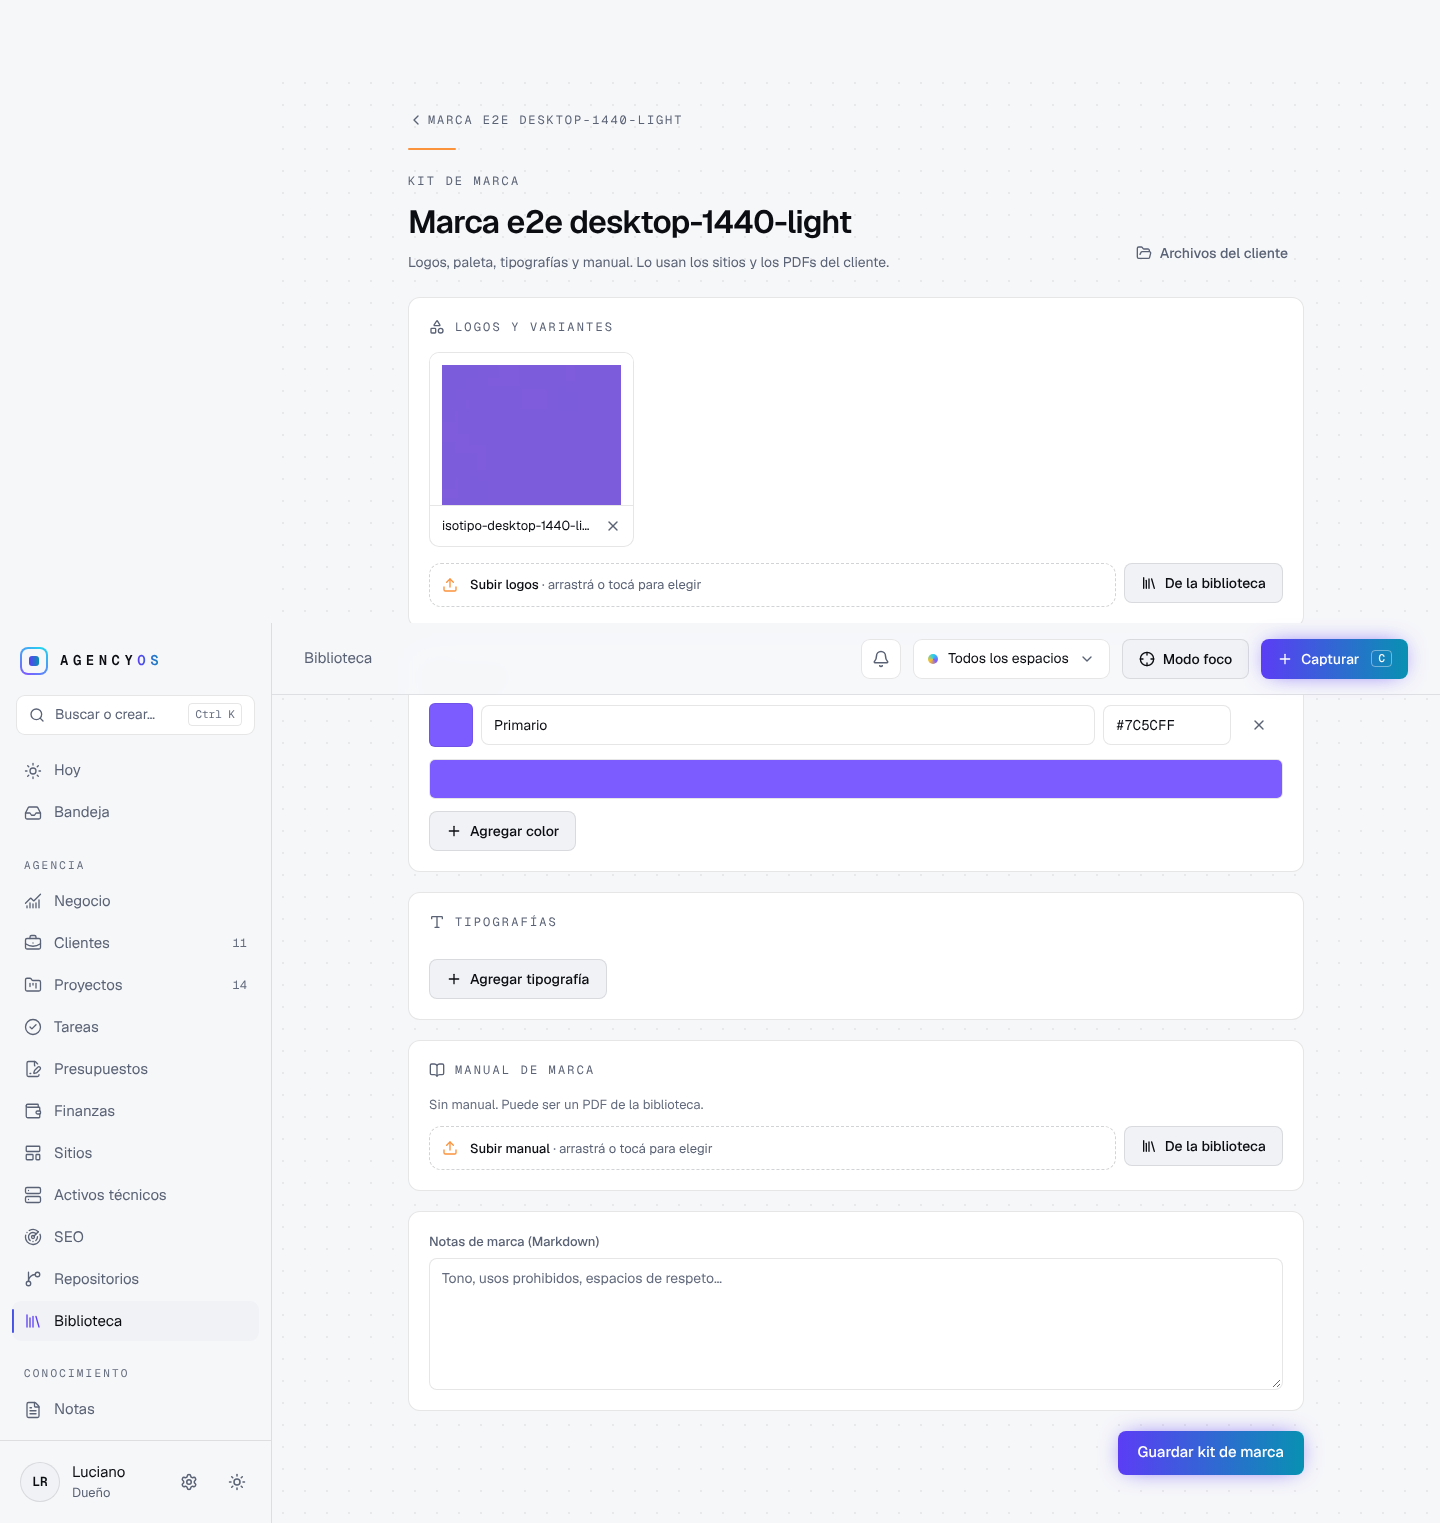 MARCA E2E DESKTOP-1440-LIGHT
KIT DE MARCA
Marca e2e desktop-1440-light
Logos, paleta, tipografías y manual. Lo usan los sitios y los PDFs del cliente.
Archivos del cliente
LOGOS Y VARIANTES
isotipo-desktop-1440-li...
Subir logos · arrastrá o tocá para elegir
De la biblioteca
AGENCYOS
Buscar o crear...
Ctrl K
Hoy
Bandeja
AGENCIA
Negocio
Clientes 11
Proyectos 14
Tareas
Presupuestos
Finanzas
Sitios
Activos técnicos
SEO
Repositorios
Biblioteca
CONOCIMIENTO
Notas
LR
Luciano
Dueño
Biblioteca
Todos los espacios
Modo foco
Capturar C
Primario
#7C5CFF
Agregar color
TIPOGRAFÍAS
Agregar tipografía
MANUAL DE MARCA
Sin manual. Puede ser un PDF de la biblioteca.
Subir manual · arrastrá o tocá para elegir
De la biblioteca
Notas de marca (Markdown)
Tono, usos prohibidos, espacios de respeto...
Guardar kit de marca